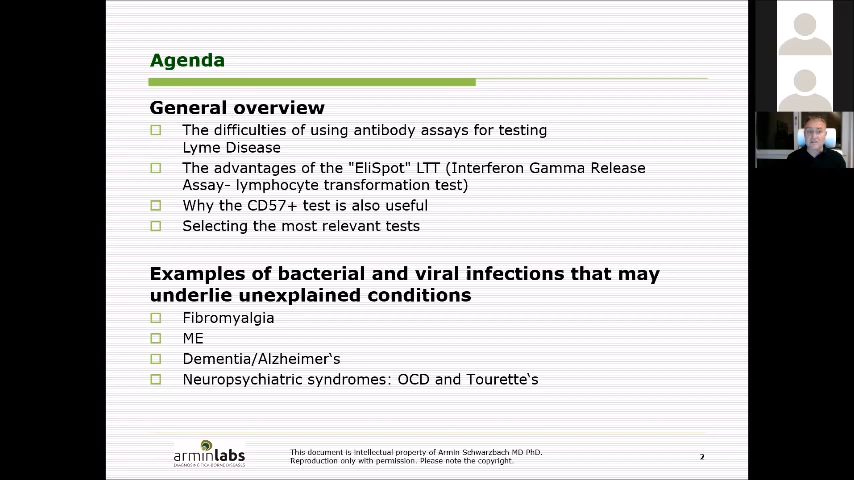 Agenda
General overview
The difficulties of using antibody assays for testing
Lyme Disease
The advantages of the "EliSpot" LTT (Interferon Gamma Release
Assay- lymphocyte transformation test)
Why the CD57+ test is also useful
Selecting the most relevant tests
Examples of bacterial and viral infections that may
underlie unexplained conditions
Fibromyalgia
ME
Dementia/Alzheimer‘s
Neuropsychiatric syndromes: OCD and Tourette‘s
arminlabs
DIAGNOSING TICK-BORNE DISEASES
This document is intellectual property of Armin Schwarzbach MD PhD.
Reproduction only with permission. Please note the copyright.
2